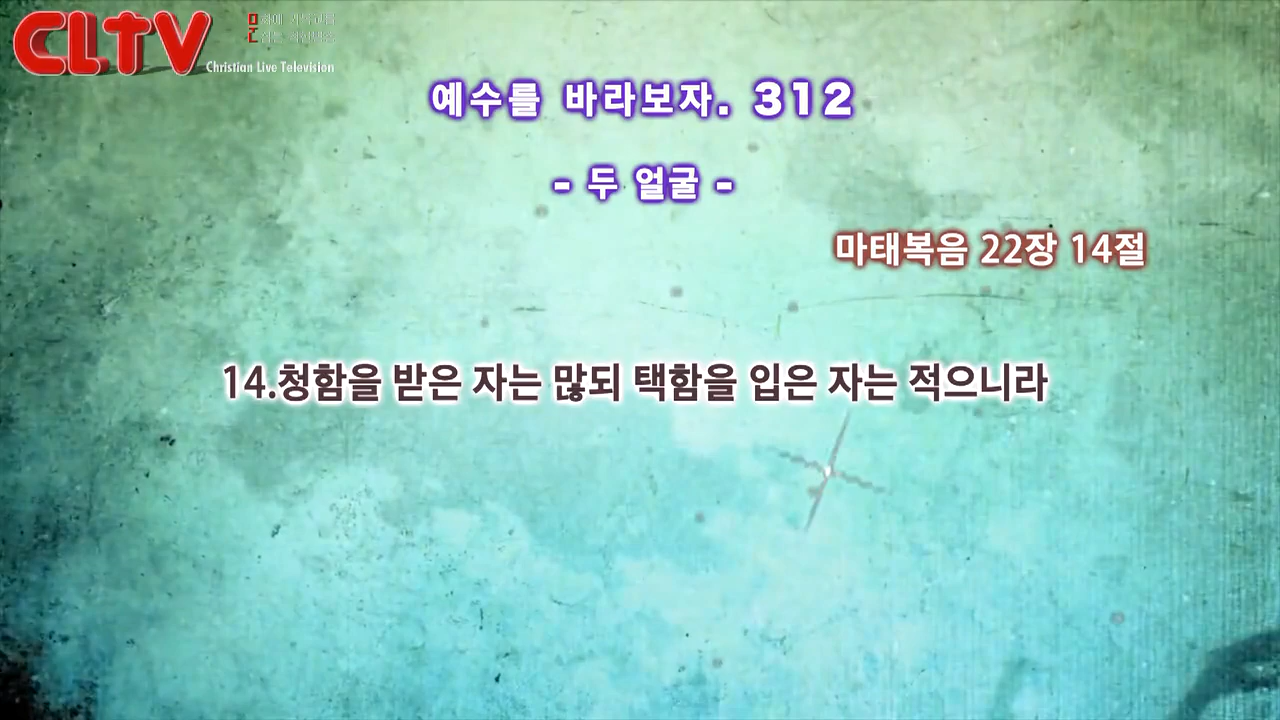 CLTV
Christian Live Television
예수를 바라보자. 312
- 두 얼굴 -
마태복음 22장 14절
14.청함을 받은 자는 많되 택함을 입은 자는 적으니라